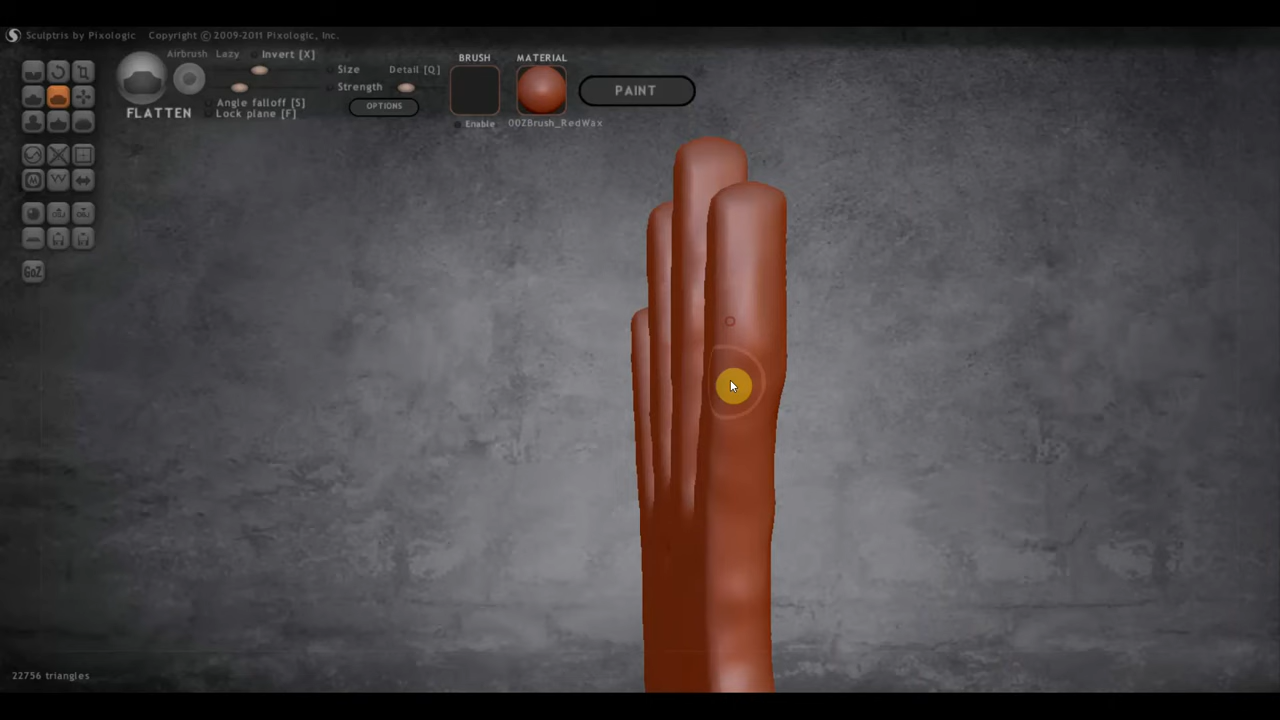 Sculptris by Pixologic Copyright © 2009-2011 Pixologic, Inc.
Airbrush Lazy Invert [X]
Size Detail [Q]
Strength
Angle falloff [S]
Lock plane [F]
OPTIONS
FLATTEN
BRUSH
Enable
MATERIAL
00ZBrush_RedWax
PAINT
GoZ
22756 triangles